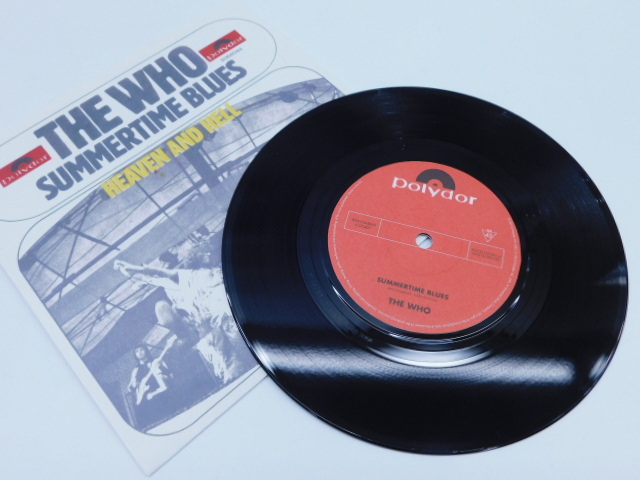 polydor
THE WHO
SUMMERTIME BLUES
HEAVEN AND HELL
polydor
polydor
SUMMERTIME BLUES
THE WHO